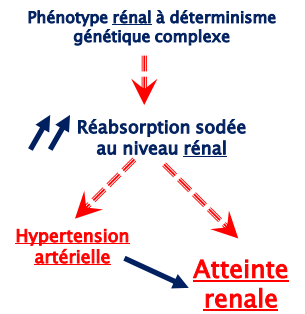 Phénotype rénal à déterminisme
génétique complexe
Réabsorption sodée
au niveau rénal
Hypertension
artérielle
Atteinte
renale